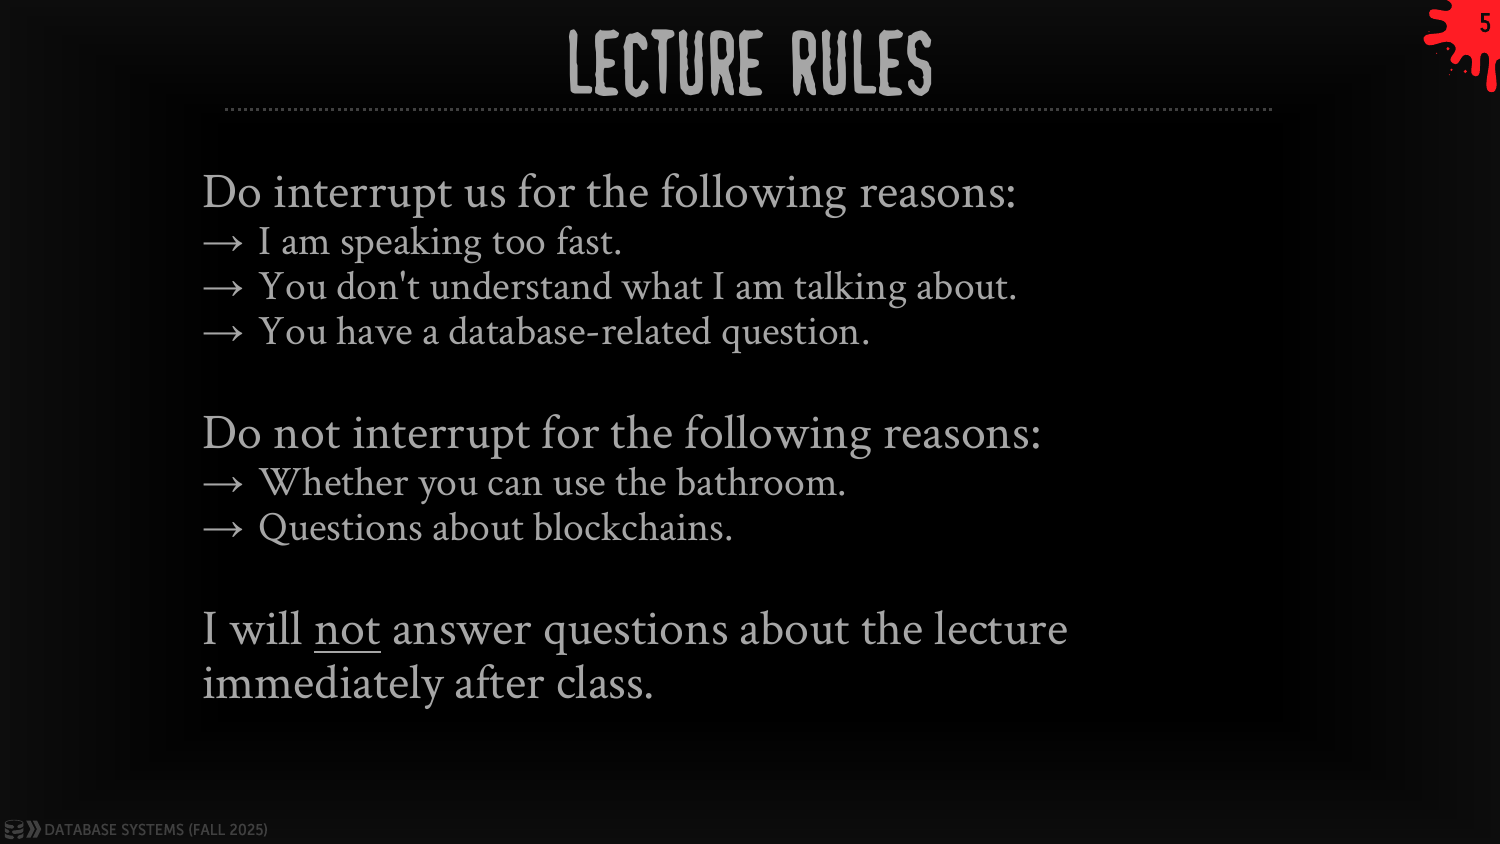 LECTURE RULES
5
Do interrupt us for the following reasons:
→ I am speaking too fast.
→ You don't understand what I am talking about.
→ You have a database-related question.
Do not interrupt for the following reasons:
→ Whether you can use the bathroom.
→ Questions about blockchains.
I will not answer questions about the lecture
immediately after class.
DATABASE SYSTEMS (FALL 2025)